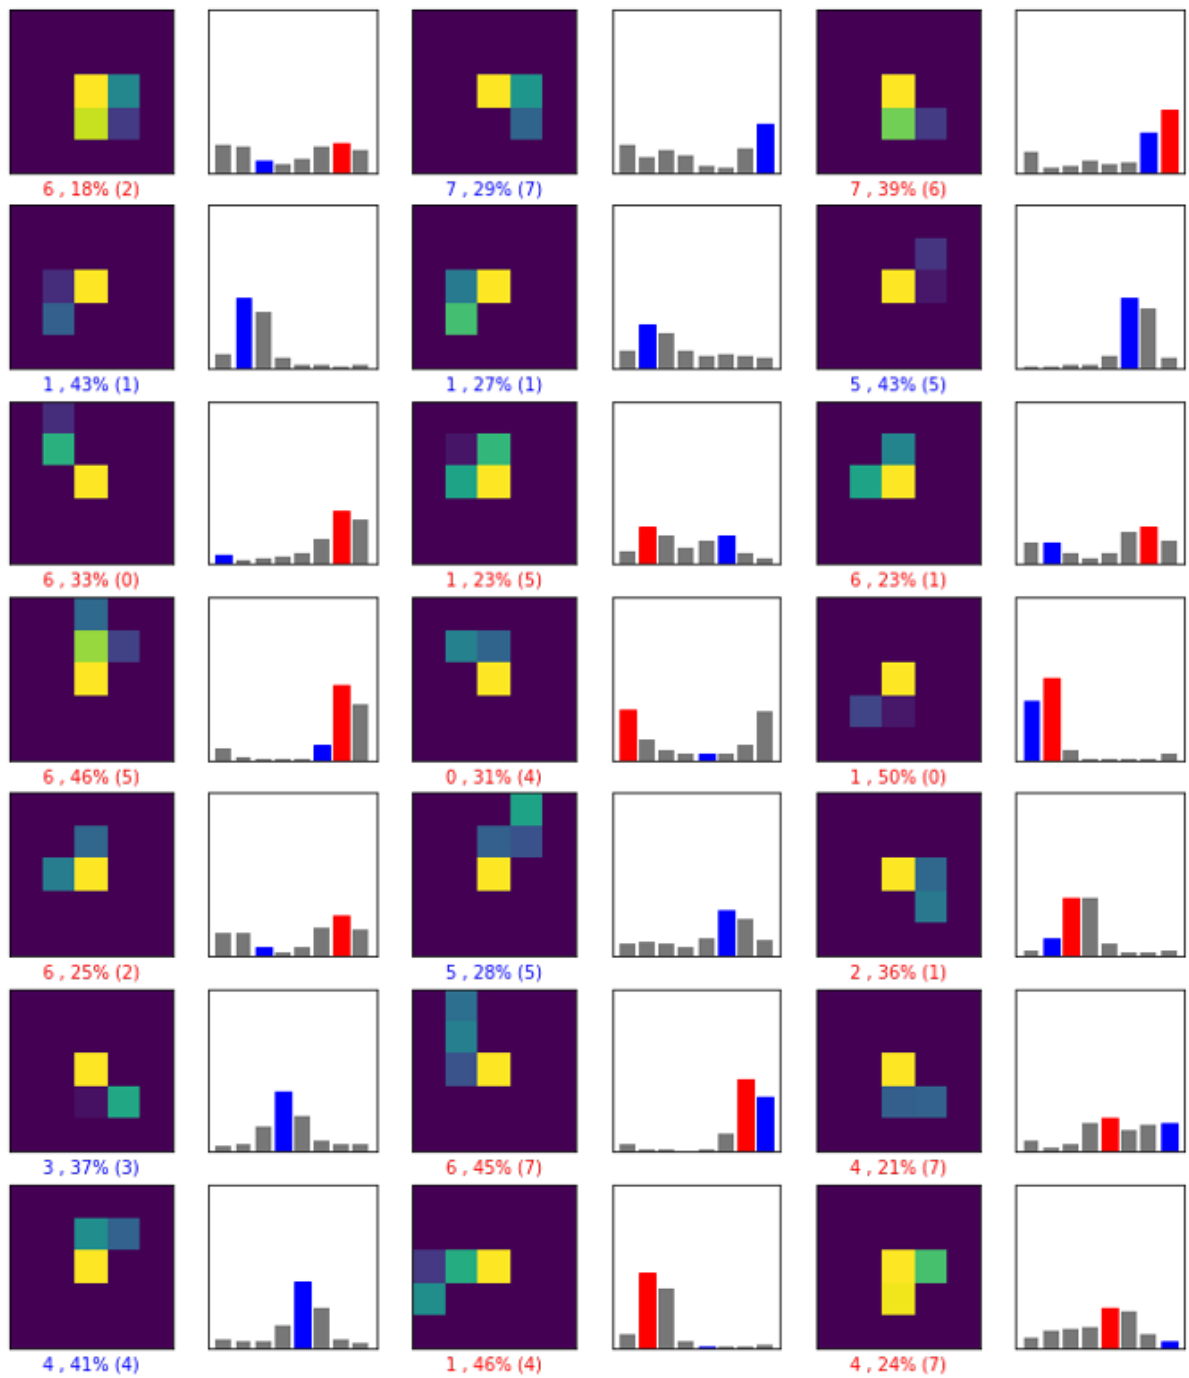 6 , 18% (2)
7 , 29% (7)
7 , 39% (6)
1 , 43% (1)
1 , 27% (1)
5 , 43% (5)
6 , 33% (0)
1 , 23% (5)
6 , 23% (1)
6 , 46% (5)
0 , 31% (4)
1 , 50% (0)
6 , 25% (2)
5 , 28% (5)
2 , 36% (1)
3 , 37% (3)
6 , 45% (7)
4 , 21% (7)
4 , 41% (4)
1 , 46% (4)
4 , 24% (7)